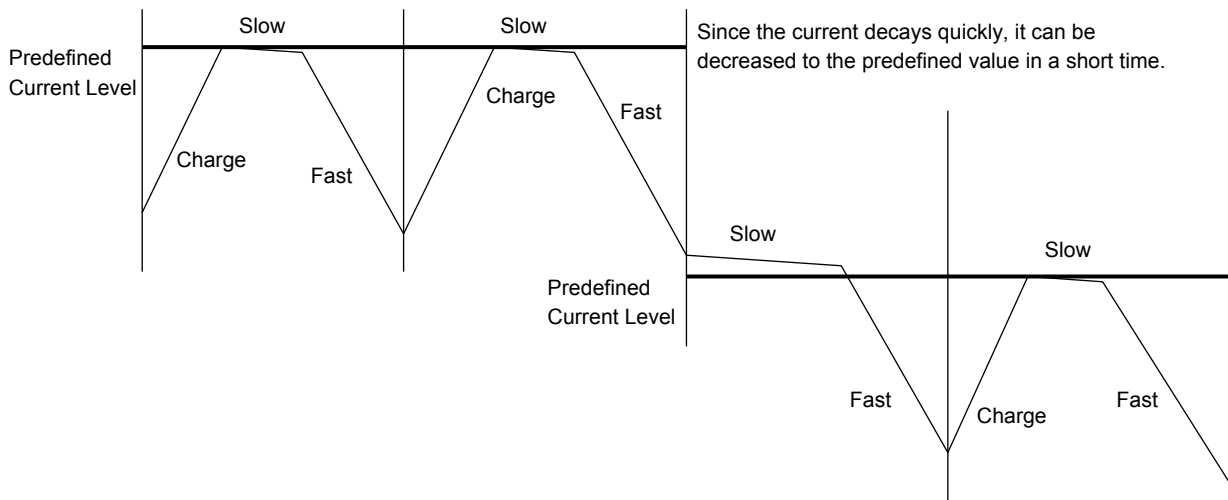 Slow
Slow
Since the current decays quickly, it can be
decreased to the predefined value in a short time.
Predefined
Current Level
Charge
Fast
Charge
Fast
Slow
Slow
Predefined
Current Level
Fast
Charge
Fast